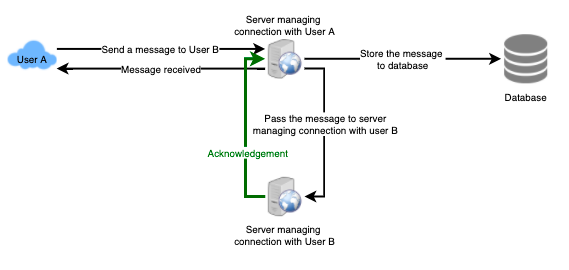 Server managing
connection with User A
Send a message to User B
User A
Message received
Store the message
to database
Database
Pass the message to server
managing connection with user B
Acknowledgement
Server managing
connection with User B